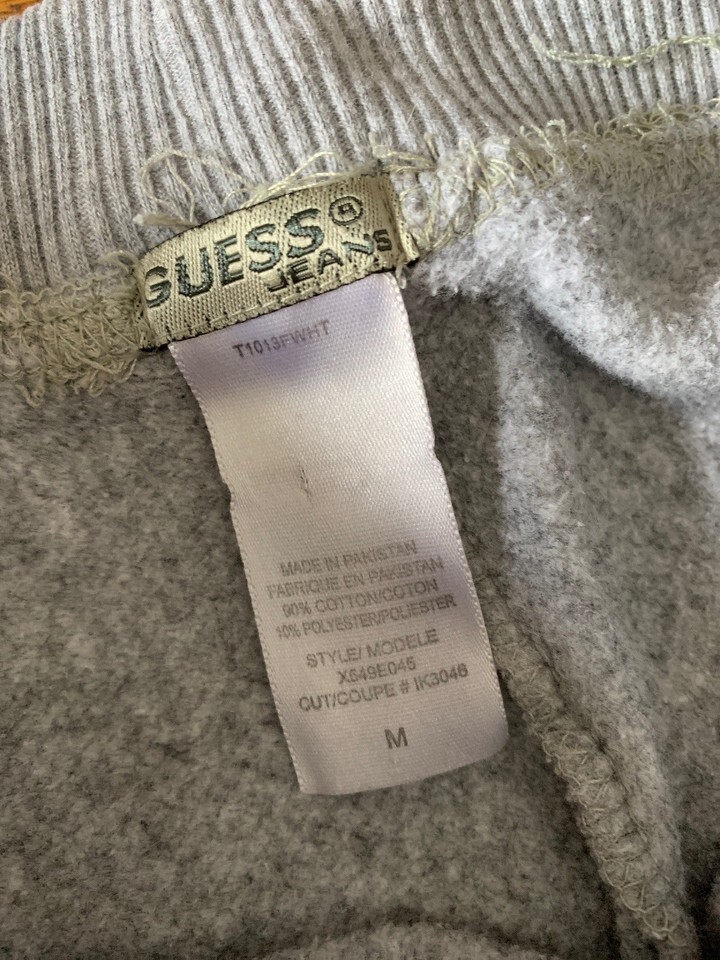 GUESS®
JEANS
T1013FWHT
MADE IN PAKISTAN
FABRIQUE EN PAKISTAN
90% COTTON/COTON
10% POLYESTER/POLIESTER
STYLE/ MODELE
X549E046
CUT/COUPE # IK3046
M